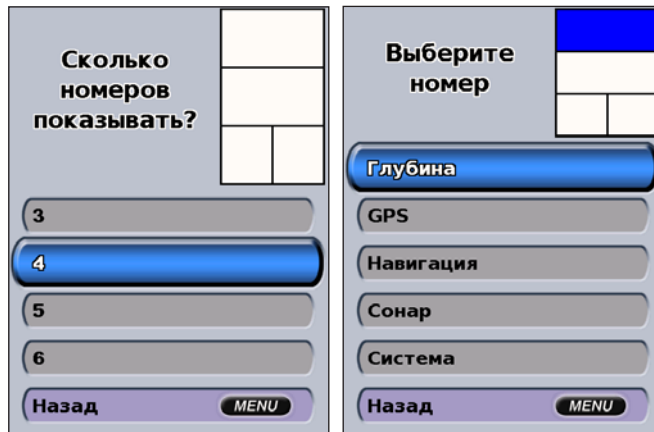 Сколько
номеров
показывать?
3
4
5
6
Назад MENU
Выберите
номер
Глубина
GPS
Навигация
Сонар
Система
Назад MENU